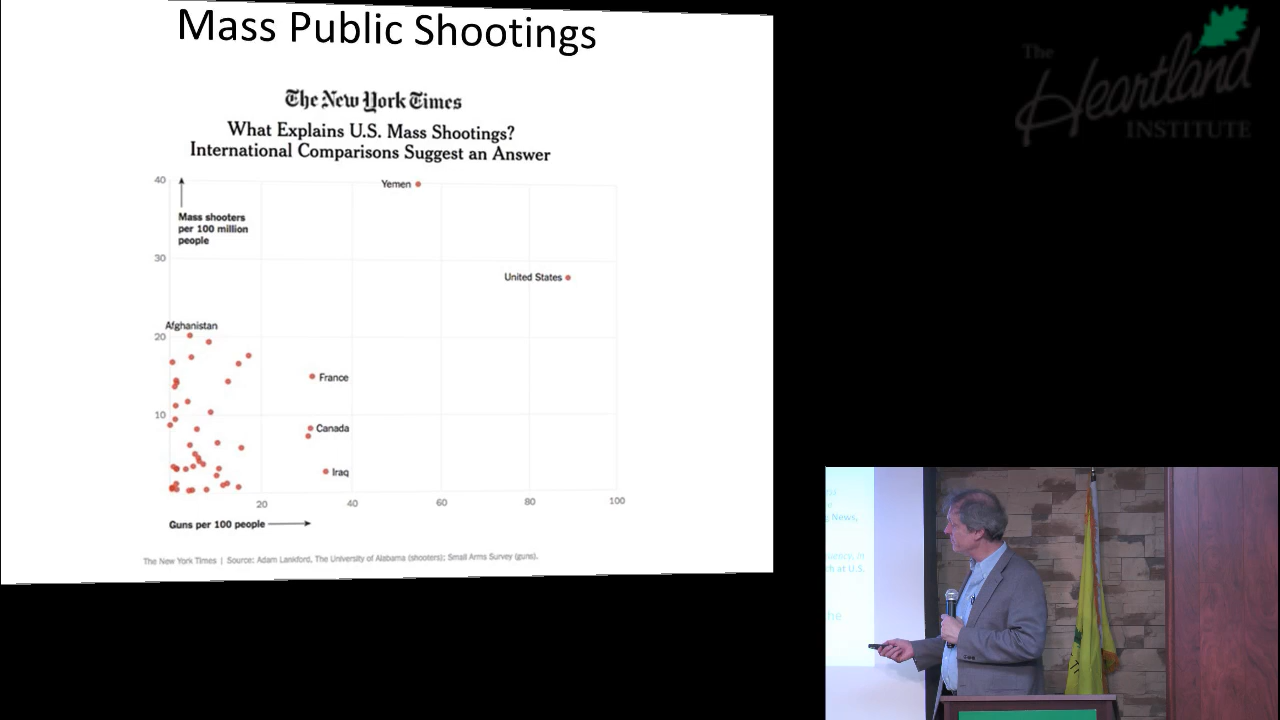 Mass Public Shootings
The New York Times
What Explains U.S. Mass Shootings?
International Comparisons Suggest an Answer
40
Mass shooters
per 100 million
people
Yemen
30
United States
Afghanistan
20
France
10
Canada
Iraq
20
40
60
80
100
Guns per 100 people
The New York Times | Source: Adam Lankford, The University of Alabama (shooters); Small Arms Survey (guns).
The
Heartland
INSTITUTE
News,
at U.S.